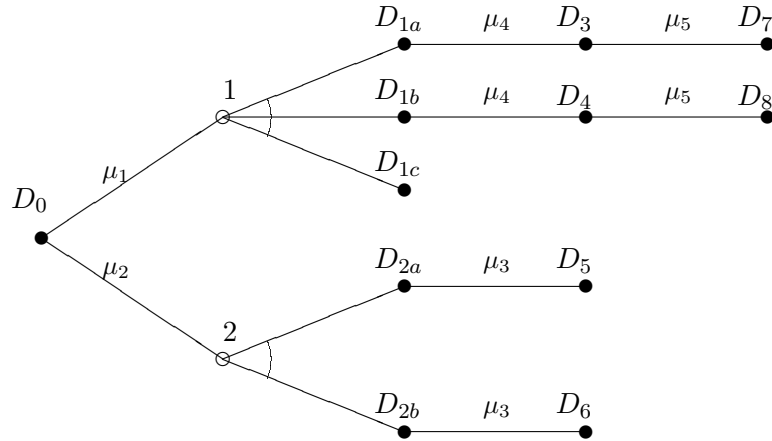 D₁ₐ μ₄ D₃ μ₅ D₇
1 D₁b μ₄ D₄ μ₅ D₈
μ₁ D₁c
D₀
μ₂ D₂ₐ μ₃ D₅
2
D₂b μ₃ D₆